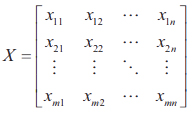 X = 
x11 x12 ⋯ x1n
x21 x22 ⋯ x2n
⋮ ⋮ ⋱ ⋮
xm1 xm2 ⋯ xmn